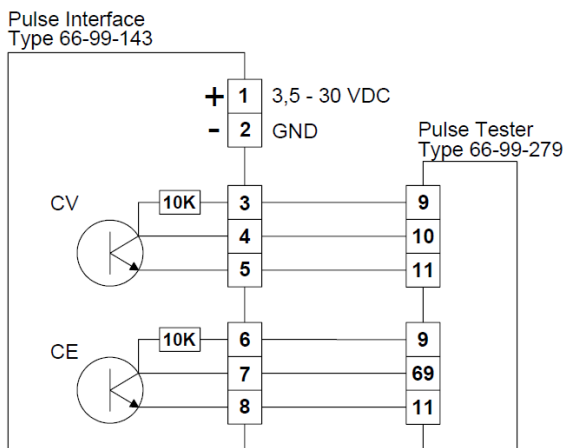 Pulse Interface
Type 66-99-143
+ 1 3,5 - 30 VDC
- 2 GND
Pulse Tester
Type 66-99-279
CV 10K 3 9
4 10
5 11
CE 10K 6 9
7 69
8 11